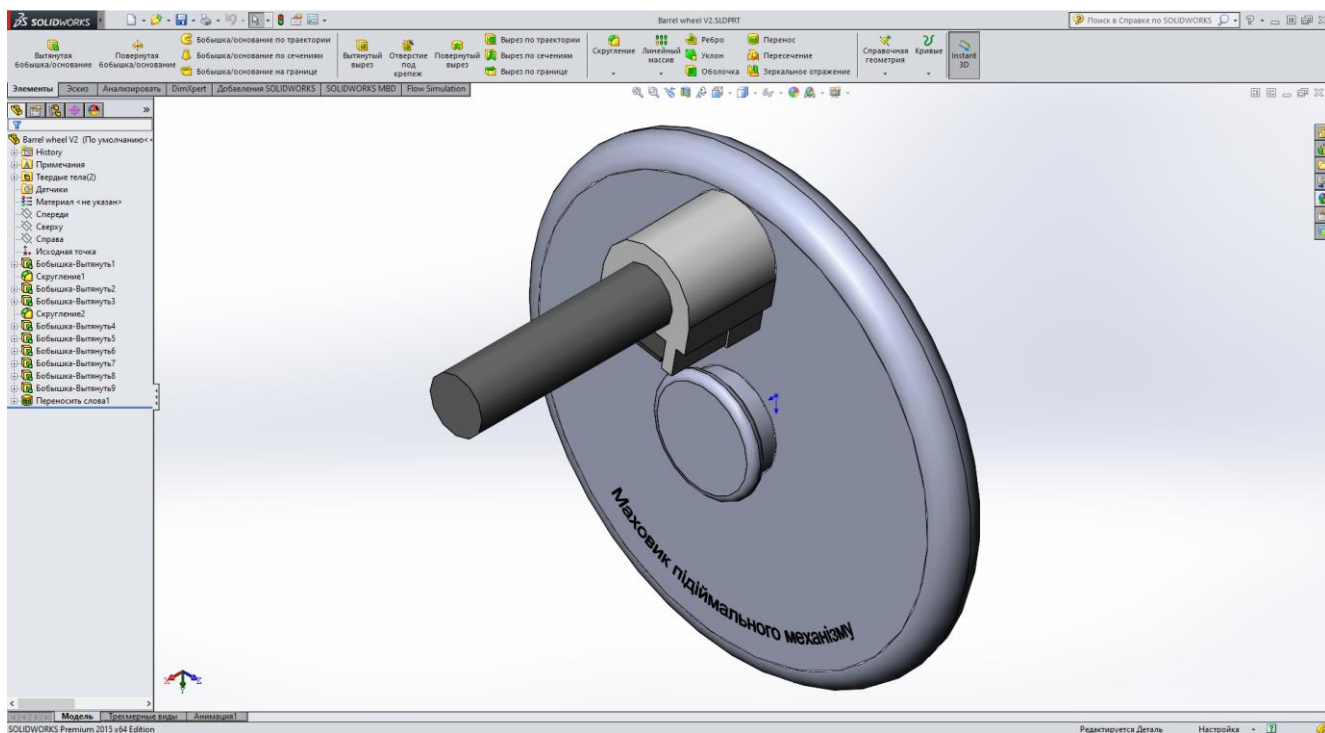 SOLIDWORKS
Barrel wheel V2.SLDPRT
Поиск в Справке по SOLIDWORKS
Вытянутая бобышка/основание
Повернутая бобышка/основание
Бобышка/основание по траектории
Бобышка/основание по сечениям
Бобышка/основание на границе
Вытянутый вырез
Отверстие под крепеж
Повернутый вырез
Вырез по траектории
Вырез по сечениям
Вырез по границе
Скругление
Линейный массив
Ребро
Уклон
Оболочка
Перенос
Пересечение
Зеркальное отражение
Справочная геометрия
Кривые
Instant 3D
Элементы
Эскиз
Анализировать
DimXpert
Добавления SOLIDWORKS
SOLIDWORKS MBD
Flow Simulation
Barrel wheel V2 (По умолчанию<<
History
Примечания
Твердые тела(2)
Датчики
Материал <не указан>
Спереди
Сверху
Справа
Исходная точка
Бобышка-Вытянуть1
Скругление1
Бобышка-Вытянуть2
Бобышка-Вытянуть3
Скругление2
Бобышка-Вытянуть4
Бобышка-Вытянуть5
Бобышка-Вытянуть6
Бобышка-Вытянуть7
Бобышка-Вытянуть8
Бобышка-Вытянуть9
Переносить слова1
Маховик підіймального механізму
X
Y
Z
Модель
Трехмерные виды
Анимация1
SOLIDWORKS Premium 2015 x64 Edition
Редактируется Деталь
Настройка